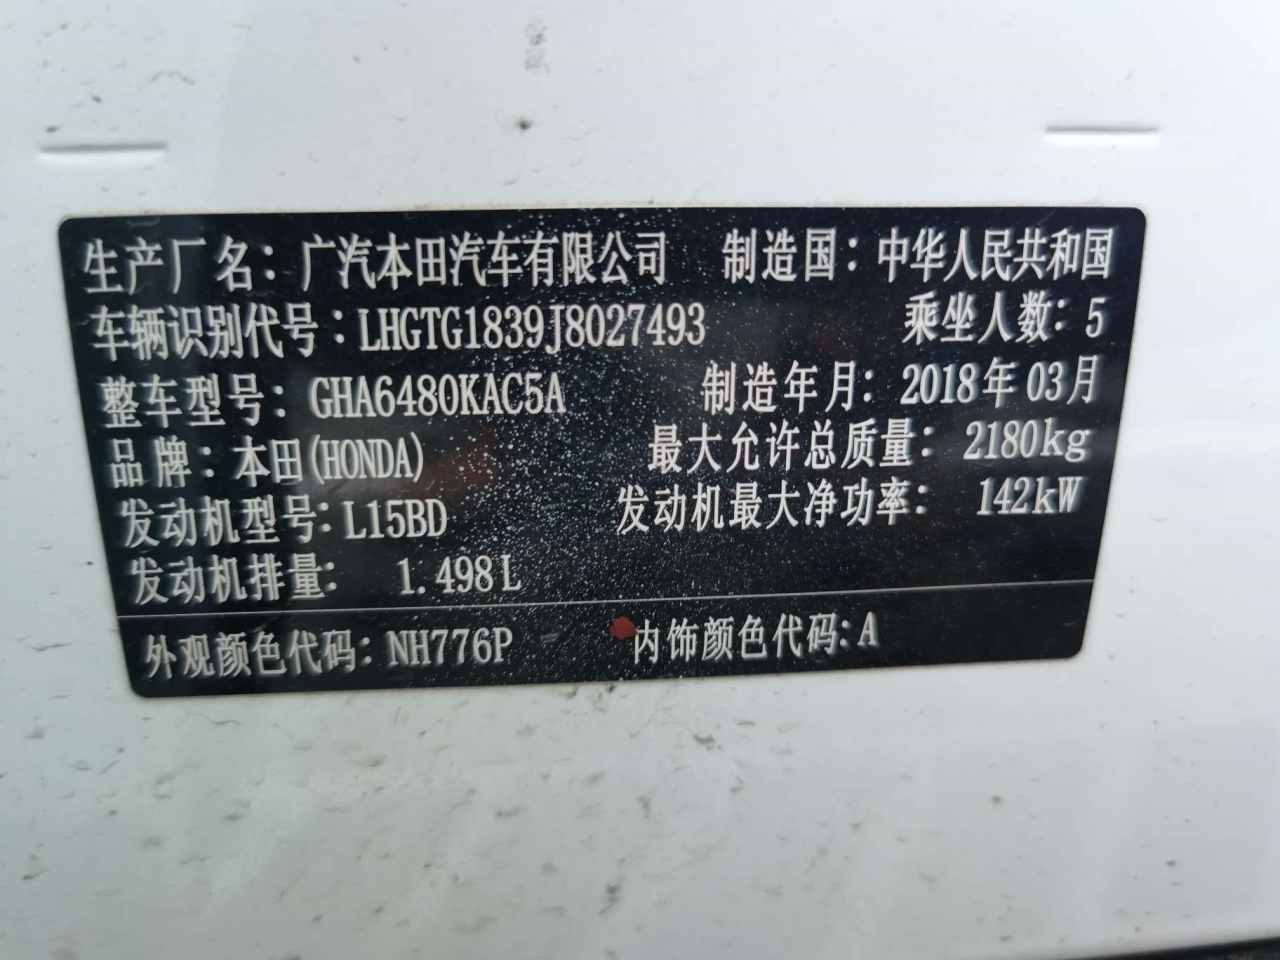 生产厂名：广汽本田汽车有限公司 制造国：中华人民共和国
车辆识别代号：LHGTG1839J8027493 乘坐人数：5
整车型号：GHA6480KAC5A 制造年月：2018年03月
品牌：本田(HONDA) 最大允许总质量：2180kg
发动机型号：L15BD 发动机最大净功率：142kW
发动机排量：1.498L
外观颜色代码：NH776P 内饰颜色代码：A